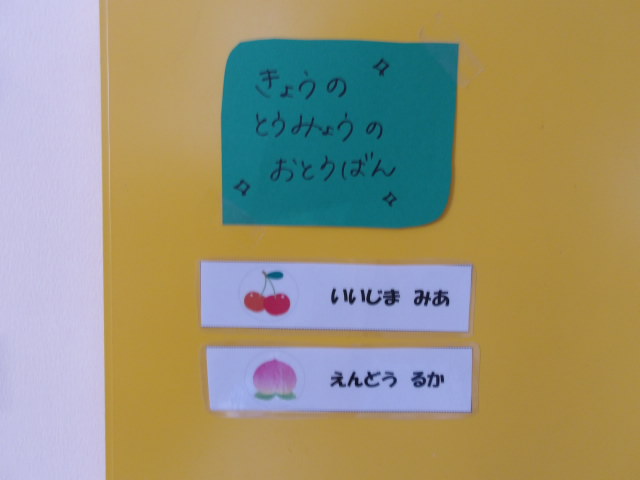 きょうの
とうみょうの
おとうばん
いいじま みあ
えんどう るか